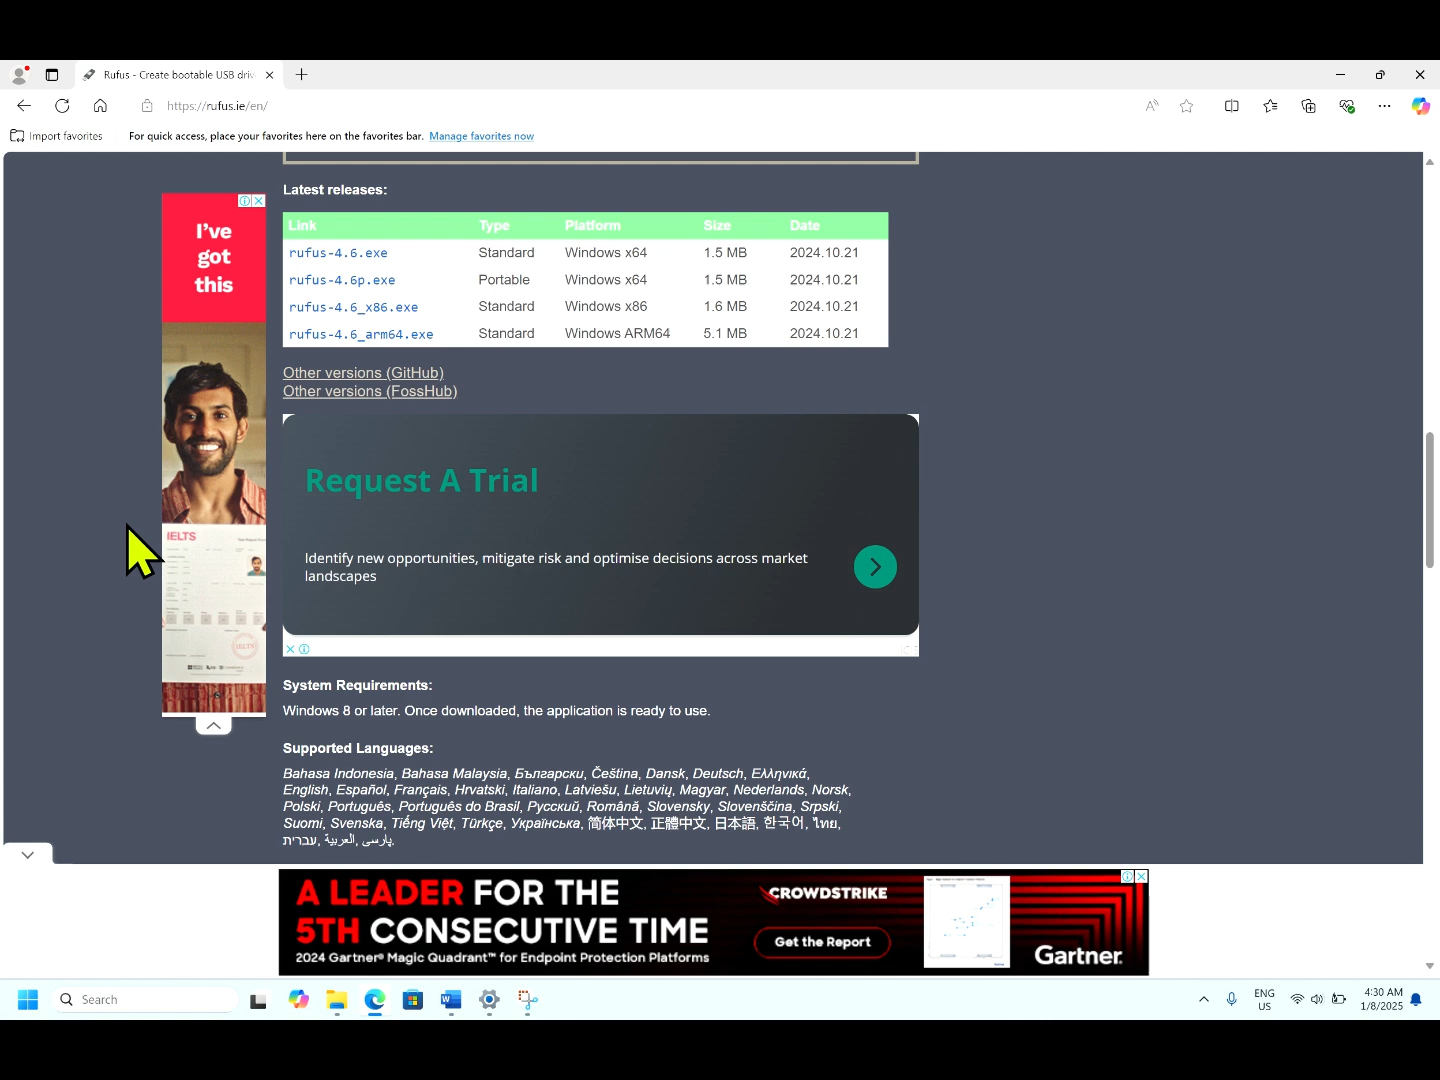 Rufus - Create bootable USB driv
https://rufus.ie/en/
Import favorites
For quick access, place your favorites here on the favorites bar. Manage favorites now
Latest releases:
Link Type Platform Size Date
rufus-4.6.exe Standard Windows x64 1.5 MB 2024.10.21
rufus-4.6p.exe Portable Windows x64 1.5 MB 2024.10.21
rufus-4.6_x86.exe Standard Windows x86 1.6 MB 2024.10.21
rufus-4.6_arm64.exe Standard Windows ARM64 5.1 MB 2024.10.21
Other versions (GitHub)
Other versions (FossHub)
I've
got
this
IELTS
Request A Trial
Identify new opportunities, mitigate risk and optimise decisions across market
landscapes
System Requirements:
Windows 8 or later. Once downloaded, the application is ready to use.
Supported Languages:
Bahasa Indonesia, Bahasa Malaysia, Български, Čeština, Dansk, Deutsch, Ελληνικά,
English, Español, Français, Hrvatski, Italiano, Latviešu, Lietuvių, Magyar, Nederlands, Norsk,
Polski, Português, Português do Brasil, Русский, Română, Slovensky, Slovenščina, Srpski,
Suomi, Svenska, Tiếng Việt, Türkçe, Українська, 简体中文, 正體中文, 日本語, 한국어, ไทย,
עברית, العربية, پارسی.
A LEADER FOR THE
5TH CONSECUTIVE TIME
2024 Gartner® Magic Quadrant™ for Endpoint Protection Platforms
CROWDSTRIKE
Get the Report
Gartner
Search
ENG
US
4:30 AM
1/8/2025